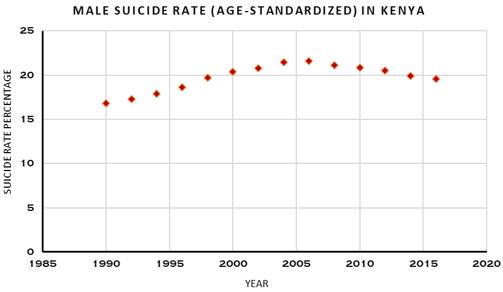 MALE SUICIDE RATE (AGE-STANDARDIZED) IN KENYA
SUICIDE RATE PERCENTAGE
25
20
15
10
5
0
1985 1990 1995 2000 2005 2010 2015 2020
YEAR